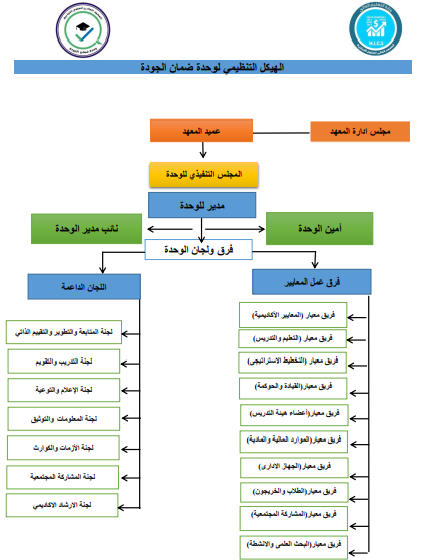 الهيكل التنظيمي لوحدة ضمان الجودة
مجلس ادارة المعهد
عميد المعهد
المجلس التنفيذي للوحدة
مدير للوحدة
أمين الوحدة
نائب مدير الوحدة
فرق ولجان الوحدة
فرق عمل المعايير
اللجان الداعمة
فريق معيار (المعايير الأكاديمية)
فريق معيار (التعليم والتدريس)
فريق معيار (التخطيط الاستراتيجى)
فريق معيار(القيادة والحوكمة)
فريق معيار(أعضاء هيئة التدريس)
فريق معيار(الموارد المالية والمادية)
فريق معيار(الجهاز الادارى)
فريق معيار(الطلاب والخريجون)
فريق معيار(المشاركة المجتمعية)
فريق معيار(البحث العلمى والانشطة)
لجنة المتابعة والتطوير والتقييم الذاتي
لجنة التدريب والتقويم
لجنة الإعلام والتوعية
لجنة المعلومات والتوثيق
لجنة الأزمات والكوارث
لجنة المشاركة المجتمعية
لجنة الارشاد الاكاديمي